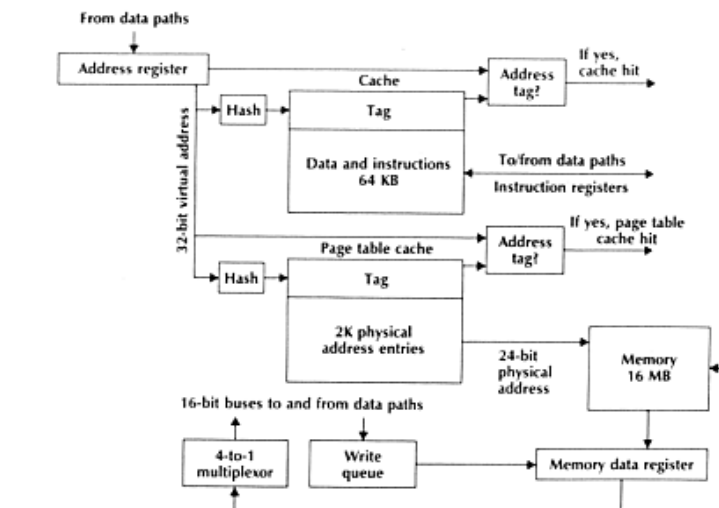 From data paths
Address register
Cache
Address
tag?
If yes,
cache hit
Hash
Tag
Data and instructions
64 KB
To/from data paths
Instruction registers
32-bit virtual address
Page table cache
Address
tag?
If yes, page table
cache hit
Hash
Tag
2K physical
address entries
24-bit
physical
address
Memory
16 MB
16-bit buses to and from data paths
4-to-1
multiplexor
Write
queue
Memory data register